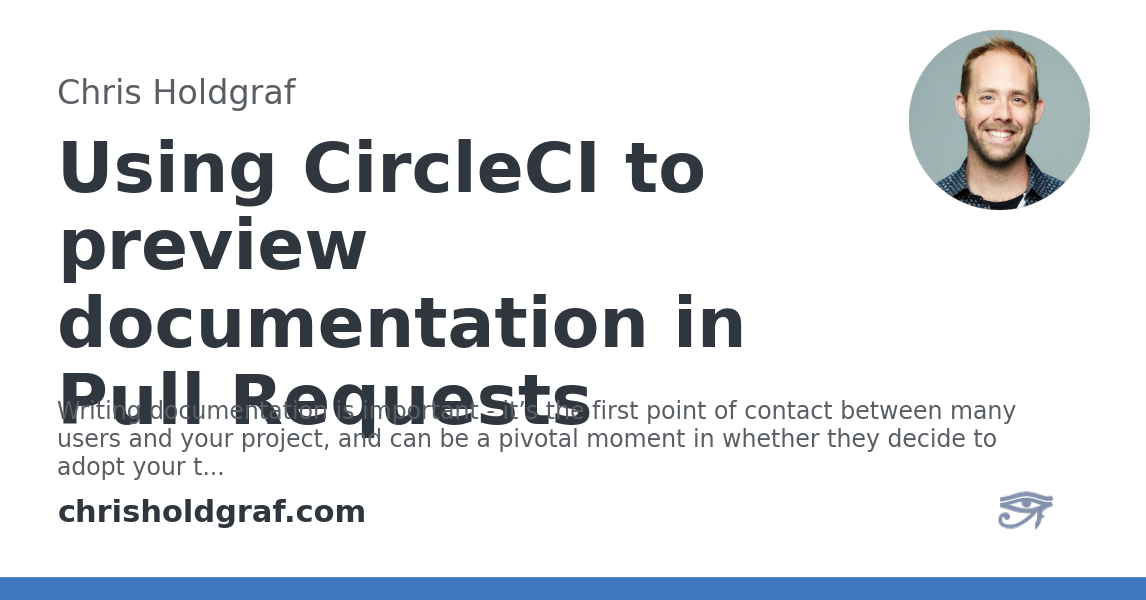 Chris Holdgraf
Using CircleCI to
preview
documentation in
Pull Requests
Writing documentation is important - it’s the first point of contact between many
users and your project, and can be a pivotal moment in whether they decide to
adopt your t...
chrisholdgraf.com